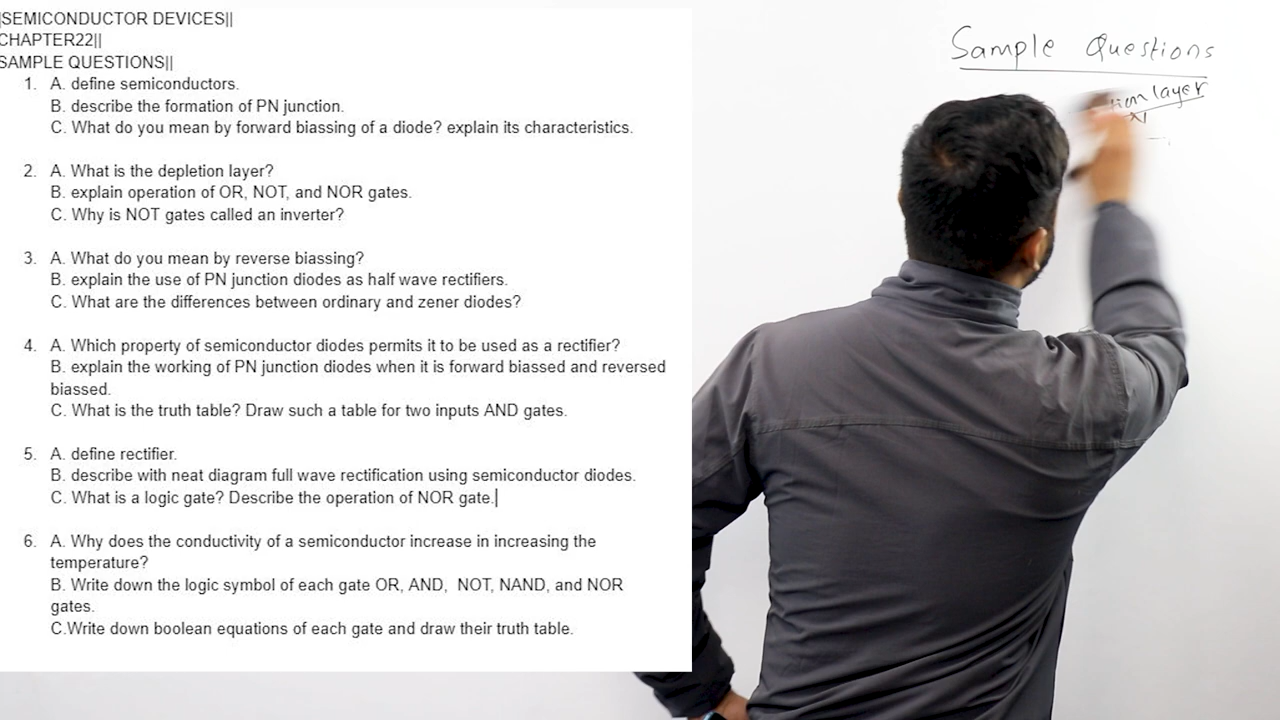 |SEMICONDUCTOR DEVICES||
CHAPTER22||
SAMPLE QUESTIONS||
1. A. define semiconductors.
B. describe the formation of PN junction.
C. What do you mean by forward biassing of a diode? explain its characteristics.
2. A. What is the depletion layer?
B. explain operation of OR, NOT, and NOR gates.
C. Why is NOT gates called an inverter?
3. A. What do you mean by reverse biassing?
B. explain the use of PN junction diodes as half wave rectifiers.
C. What are the differences between ordinary and zener diodes?
4. A. Which property of semiconductor diodes permits it to be used as a rectifier?
B. explain the working of PN junction diodes when it is forward biassed and reversed
biassed.
C. What is the truth table? Draw such a table for two inputs AND gates.
5. A. define rectifier.
B. describe with neat diagram full wave rectification using semiconductor diodes.
C. What is a logic gate? Describe the operation of NOR gate.
6. A. Why does the conductivity of a semiconductor increase in increasing the
temperature?
B. Write down the logic symbol of each gate OR, AND, NOT, NAND, and NOR
gates.
C.Write down boolean equations of each gate and draw their truth table.
Sample Questions
layer